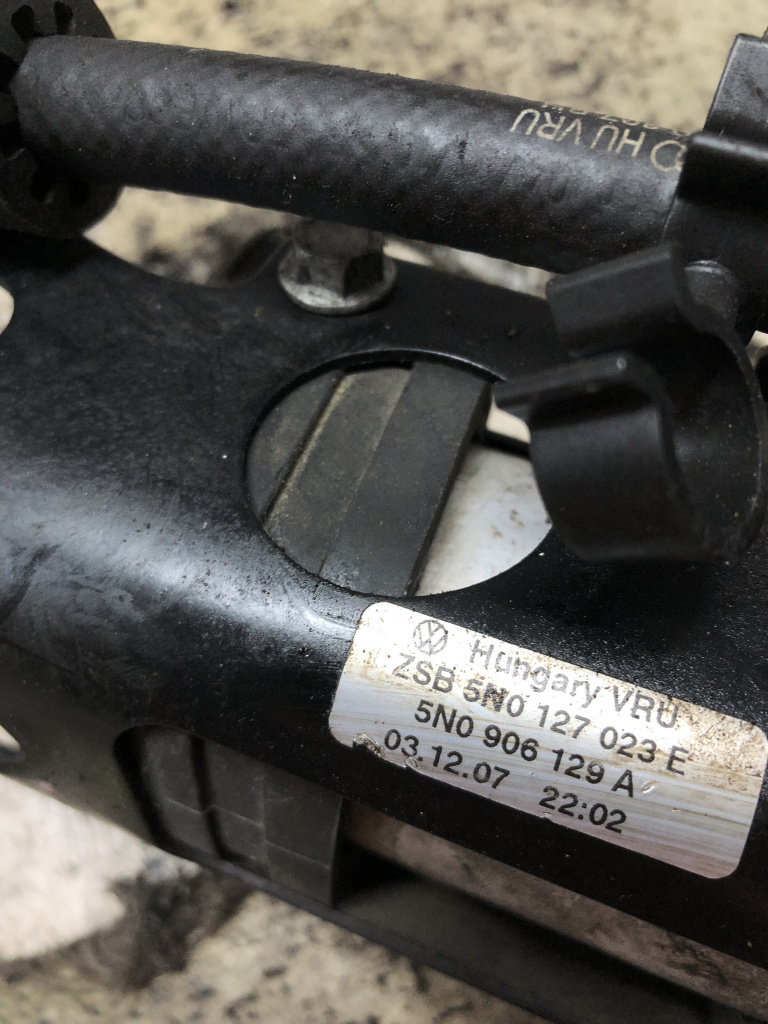 HU VRU
Hungary VRU
ZSB 5N0 127 023 E
5N0 906 129 A
03.12.07 22:02